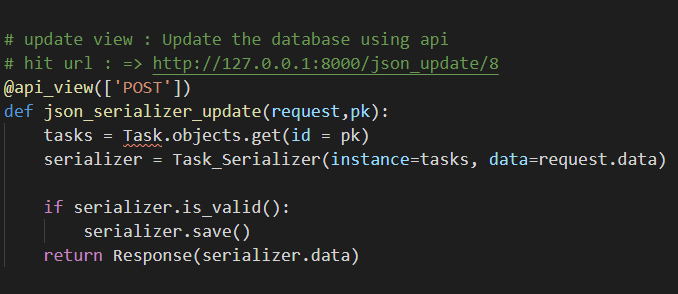 # update view : Update the database using api
# hit url : => http://127.0.0.1:8000/json_update/8
@api_view(['POST'])
def json_serializer_update(request,pk):
    tasks = Task.objects.get(id = pk)
    serializer = Task_Serializer(instance=tasks, data=request.data)
    if serializer.is_valid():
        serializer.save()
    return Response(serializer.data)